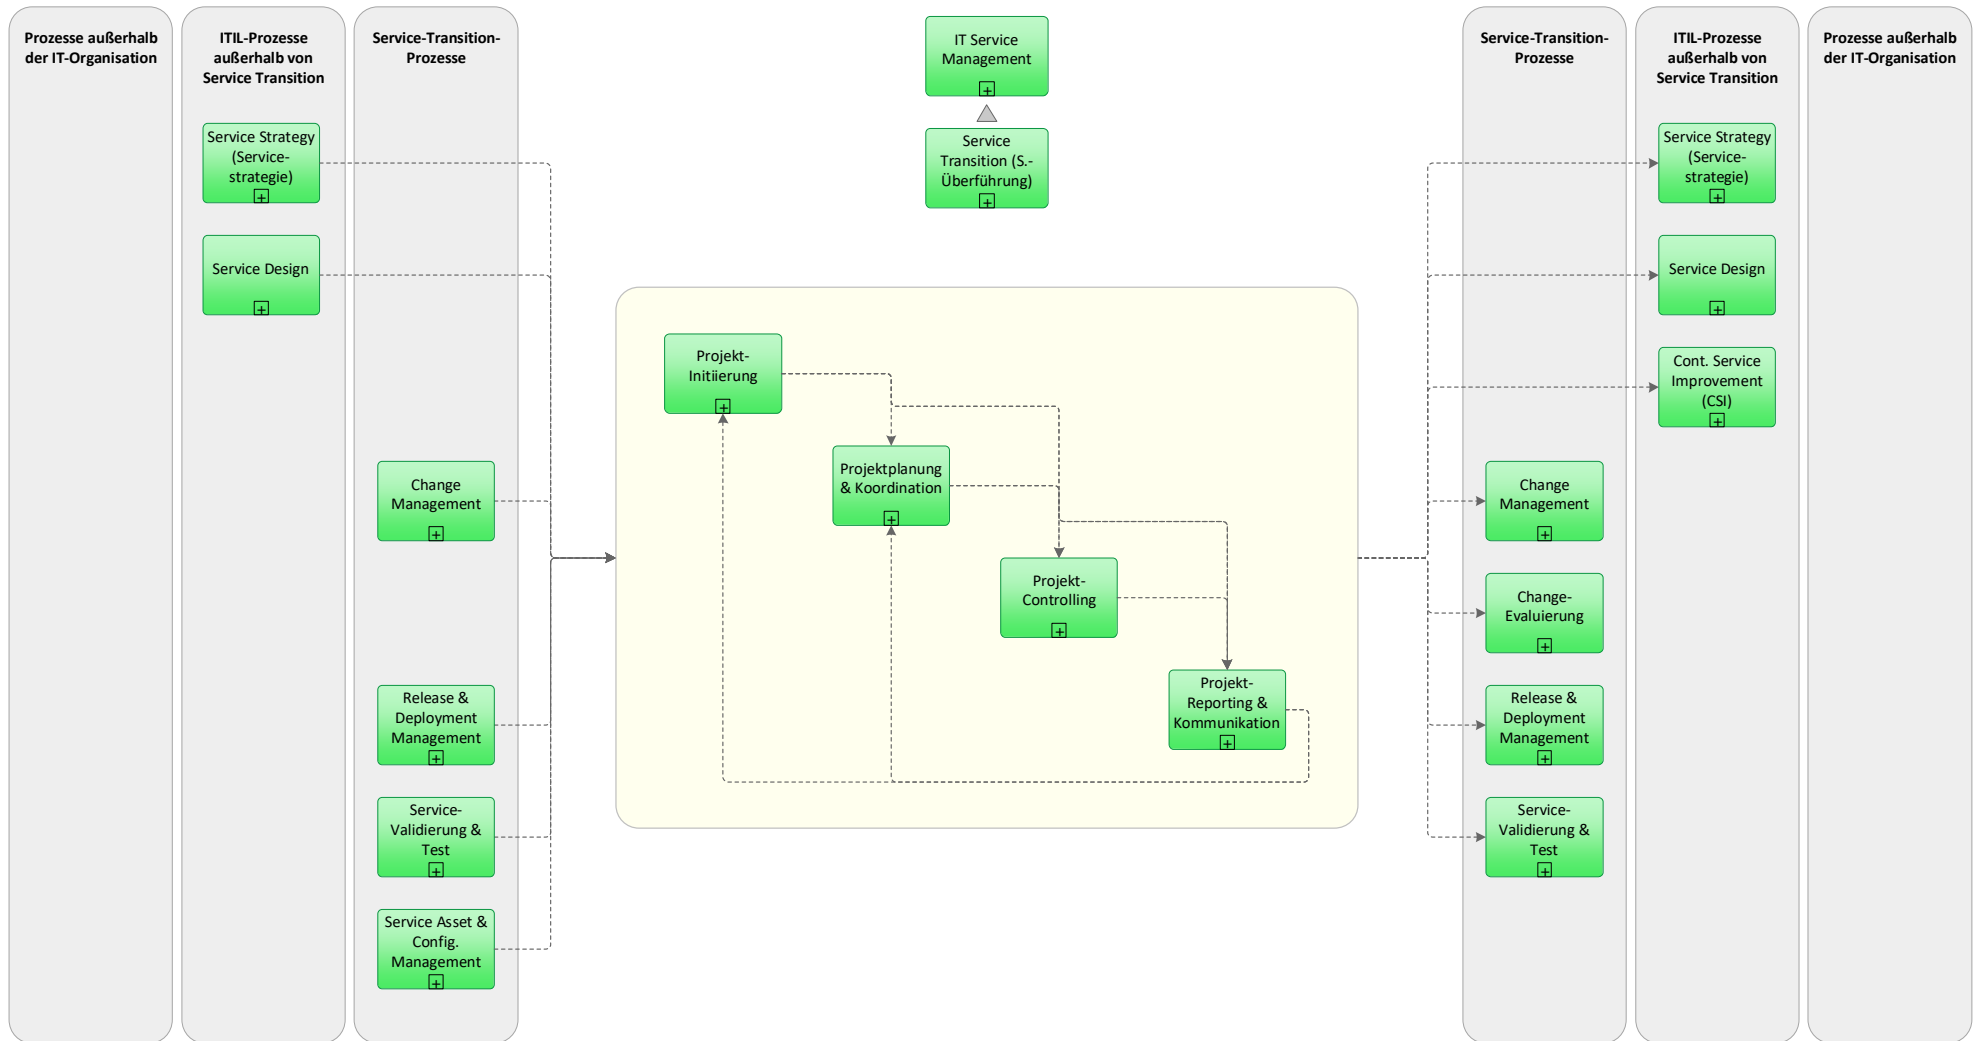 Prozesse außerhalb
der IT-Organisation
ITIL-Prozesse
außerhalb von
Service Transition
Service-Transition-
Prozesse
Service Strategy
(Service-
strategie)
Service Design
Change
Management
Release &
Deployment
Management
Service-
Validierung &
Test
Service Asset &
Config.
Management
IT Service
Management
Service
Transition (S.-
Überführung)
Projekt-
Initiierung
Projektplanung
& Koordination
Projekt-
Controlling
Projekt-
Reporting &
Kommunikation
Service-Transition-
Prozesse
ITIL-Prozesse
außerhalb von
Service Transition
Prozesse außerhalb
der IT-Organisation
Service Strategy
(Service-
strategie)
Service Design
Cont. Service
Improvement
(CSI)
Change
Management
Change-
Evaluierung
Release &
Deployment
Management
Service-
Validierung &
Test